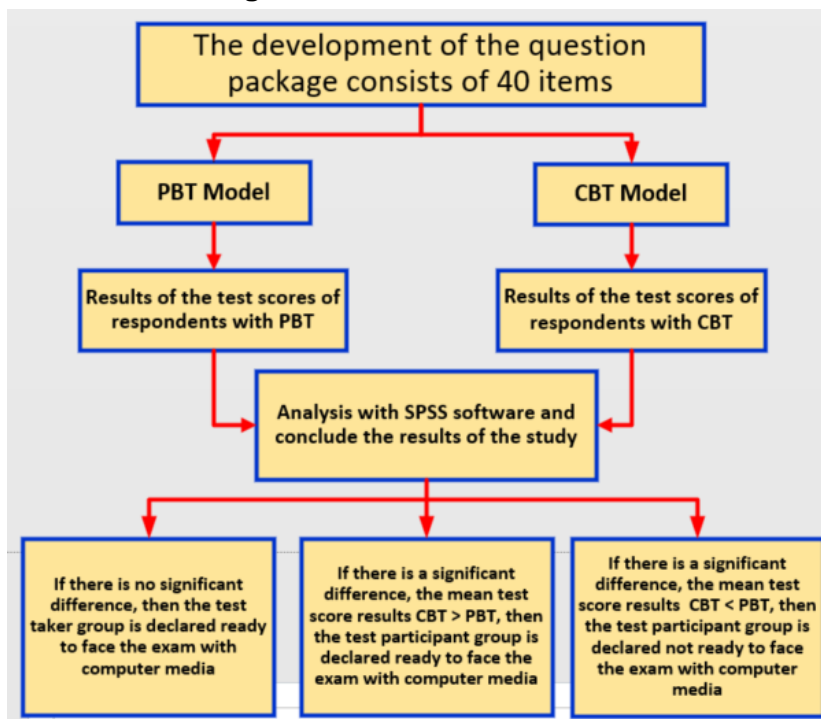 The development of the question
package consists of 40 items
PBT Model
CBT Model
Results of the test scores of
respondents with PBT
Results of the test scores of
respondents with CBT
Analysis with SPSS software and
conclude the results of the study
If there is no significant
difference, then the test
taker group is declared ready
to face the exam with
computer media
If there is a significant
difference, the mean test
score results CBT > PBT, then
the test participant group is
declared ready to face the
exam with computer media
If there is a significant
difference, the mean test
score results CBT < PBT, then
the test participant group is
declared not ready to face
the exam with computer
media